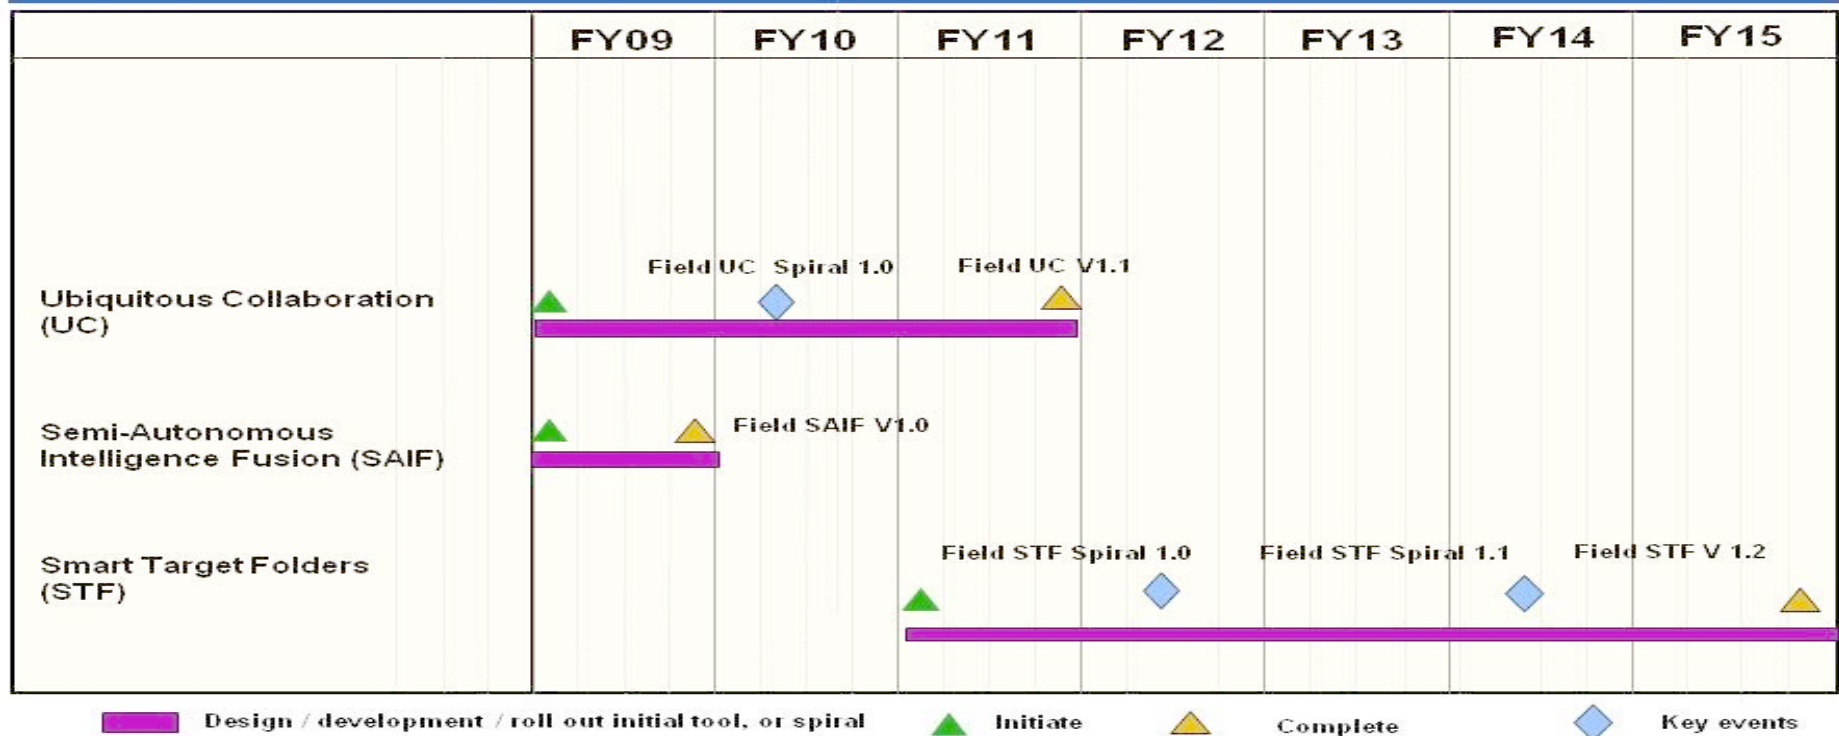 FY09 FY10 FY11 FY12 FY13 FY14 FY15
Field UC Spiral 1.0 Field UC V1.1
Ubiquitous Collaboration
(UC)
Field SAIF V1.0
Semi-Autonomous
Intelligence Fusion (SAIF)
Field STF Spiral 1.0 Field STF Spiral 1.1 Field STF V 1.2
Smart Target Folders
(STF)
Design / development / roll out initial tool, or spiral Initiate Complete Key events